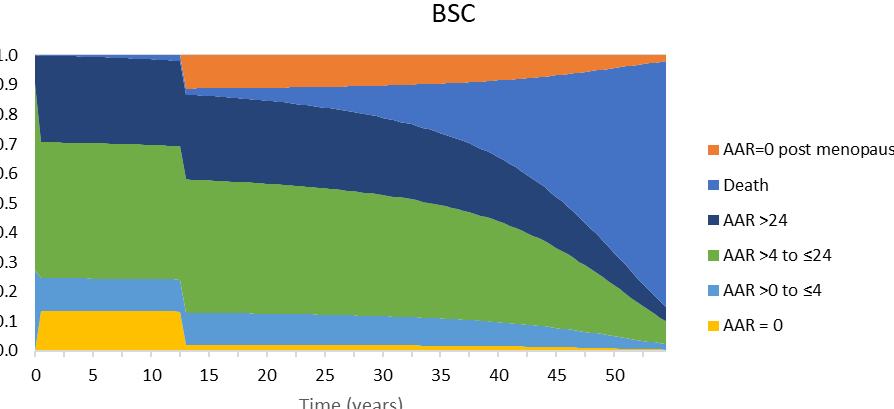 BSC
1.0
0.9
0.8
0.7
0.6
0.5
0.4
0.3
0.2
0.1
0.0
0 5 10 15 20 25 30 35 40 45 50
Time (years)
AAR=0 post menopaus
Death
AAR >24
AAR >4 to ≤24
AAR >0 to ≤4
AAR = 0